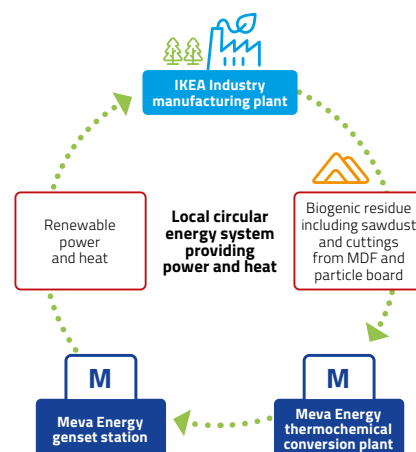 IKEA Industry
manufacturing plant
Renewable
power
and heat
Local circular
energy system
providing
power and heat
Biogenic residue
including sawdust
and cuttings
from MDF and
particle board
M
Meva Energy
genset station
M
Meva Energy
thermochemical
conversion plant